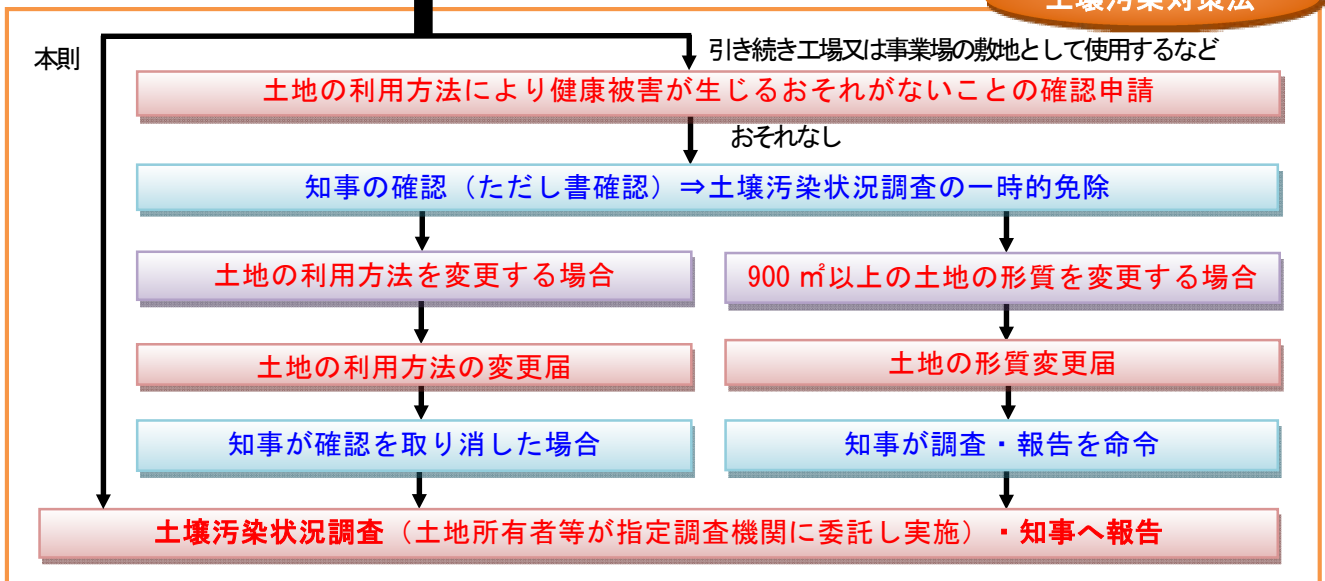 土壌汚染対策法
本則
引き続き工場又は事業場の敷地として使用するなど
土地の利用方法により健康被害が生じるおそれがないことの確認申請
おそれなし
知事の確認（ただし書確認）⇒土壌汚染状況調査の一時的免除
土地の利用方法を変更する場合
900 ㎡以上の土地の形質を変更する場合
土地の利用方法の変更届
土地の形質変更届
知事が確認を取り消した場合
知事が調査・報告を命令
土壌汚染状況調査（土地所有者等が指定調査機関に委託し実施）・知事へ報告